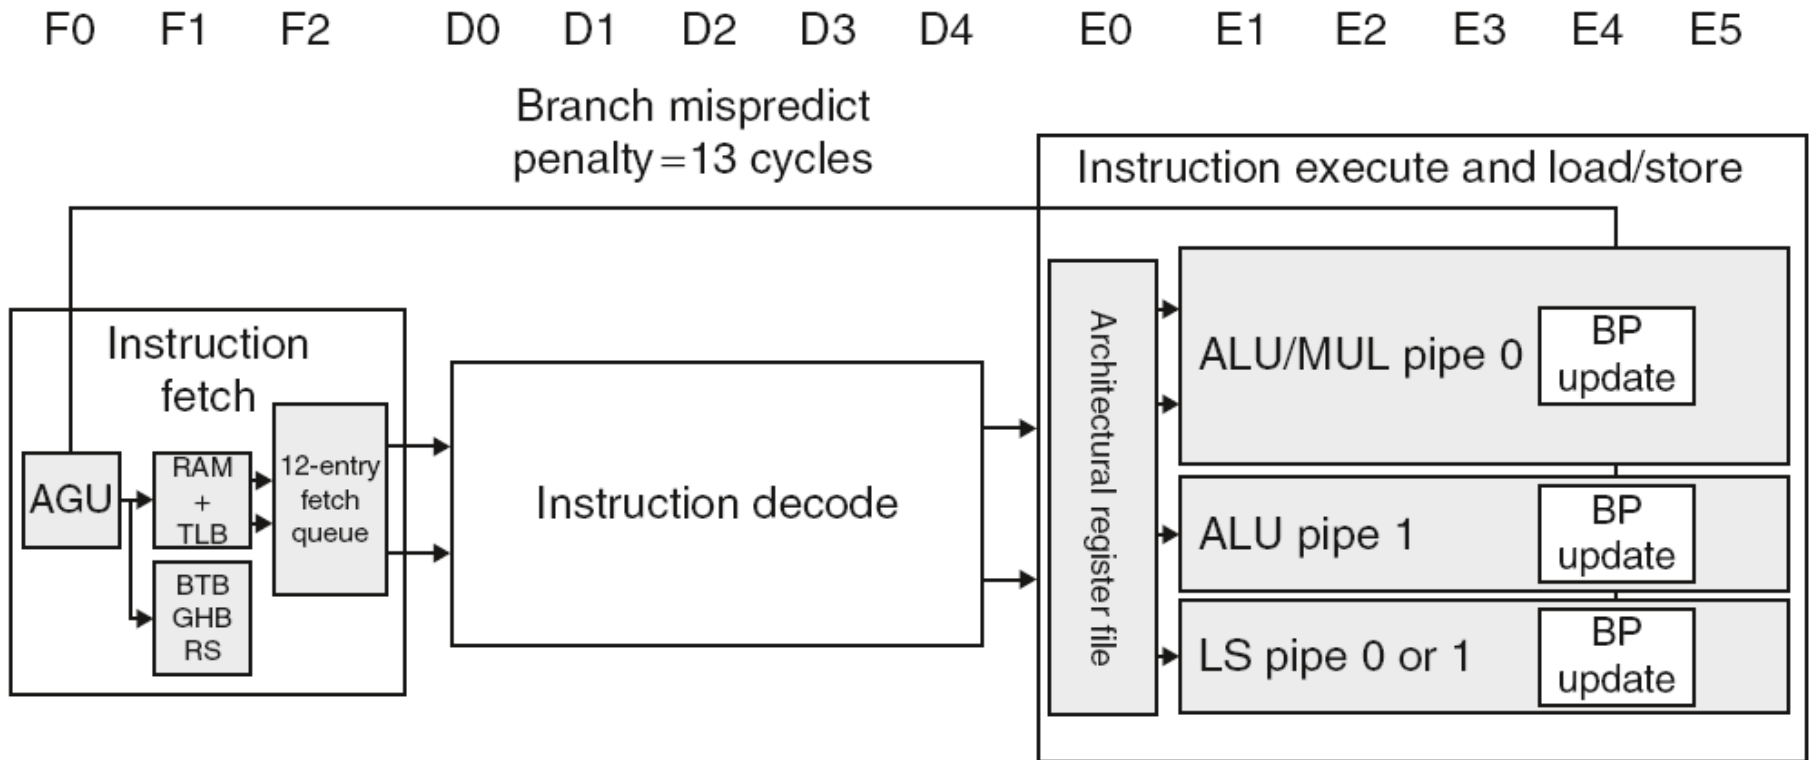 F0 F1 F2 D0 D1 D2 D3 D4 E0 E1 E2 E3 E4 E5
Branch mispredict
penalty=13 cycles
Instruction execute and load/store
Instruction
fetch
AGU
RAM
+
TLB
BTB
GHB
RS
12-entry
fetch
queue
Instruction decode
Architectural register file
ALU/MUL pipe 0
BP
update
ALU pipe 1
BP
update
LS pipe 0 or 1
BP
update